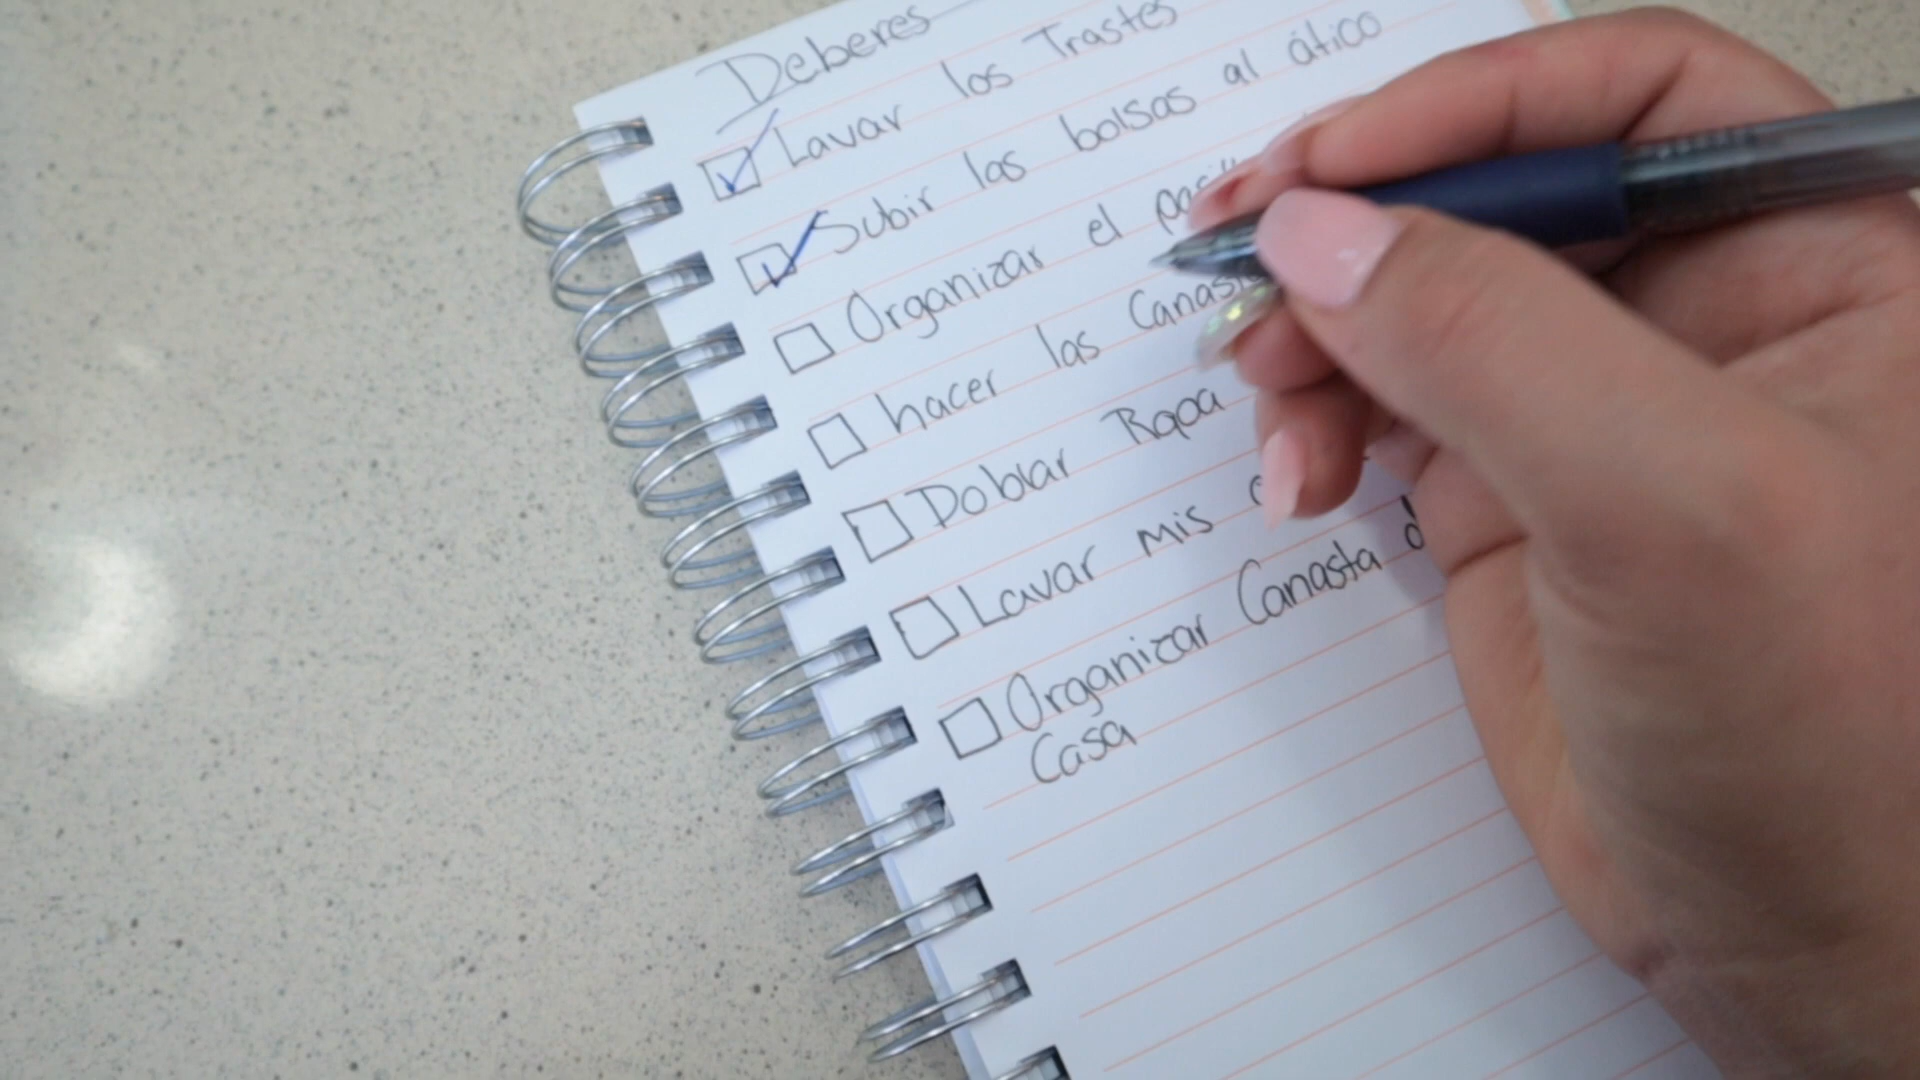 Deberes
Lavar los Trastes
Subir las bolsas al ático
Organizar el
hacer las
Doblar Ropa
Lavar mis
Organizar Canasta
Casa